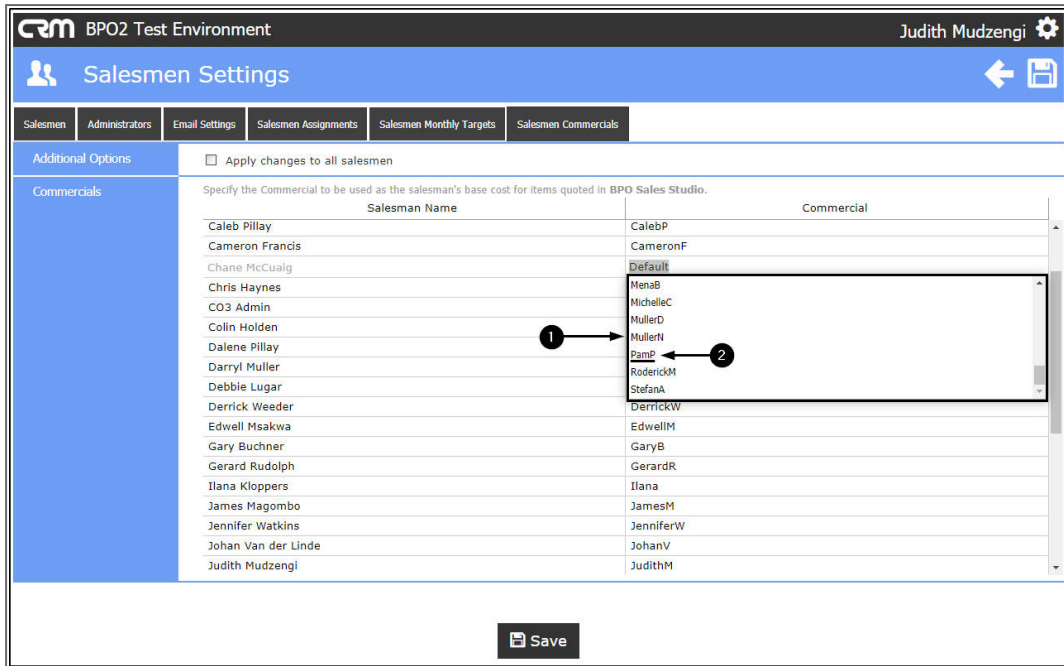 CRM BPO2 Test Environment Judith Mudzengi
Salesmen Settings
Salesmen Administrators Email Settings Salesmen Assignments Salesmen Monthly Targets Salesmen Commercials
Additional Options Apply changes to all salesmen
Commercials Specify the Commercial to be used as the salesman's base cost for items quoted in BPO Sales Studio.
Salesman Name Commercial
Caleb Pillay CalebP
Cameron Francis CameronF
Chane McCuaig Default
Chris Haynes MenaB
CO3 Admin MichelleC
Colin Holden MullerD
1 MullerN
Dalene Pillay PamP 2
Darryl Muller RoderickM
Debbie Lugar StefanA
Derrick Weeder DerrickW
Edwell Msakwa EdwellM
Gary Buchner GaryB
Gerard Rudolph GerardR
Ilana Kloppers Ilana
James Magombo JamesM
Jennifer Watkins JenniferW
Johan Van der Linde JohanV
Judith Mudzengi JudithM
Save